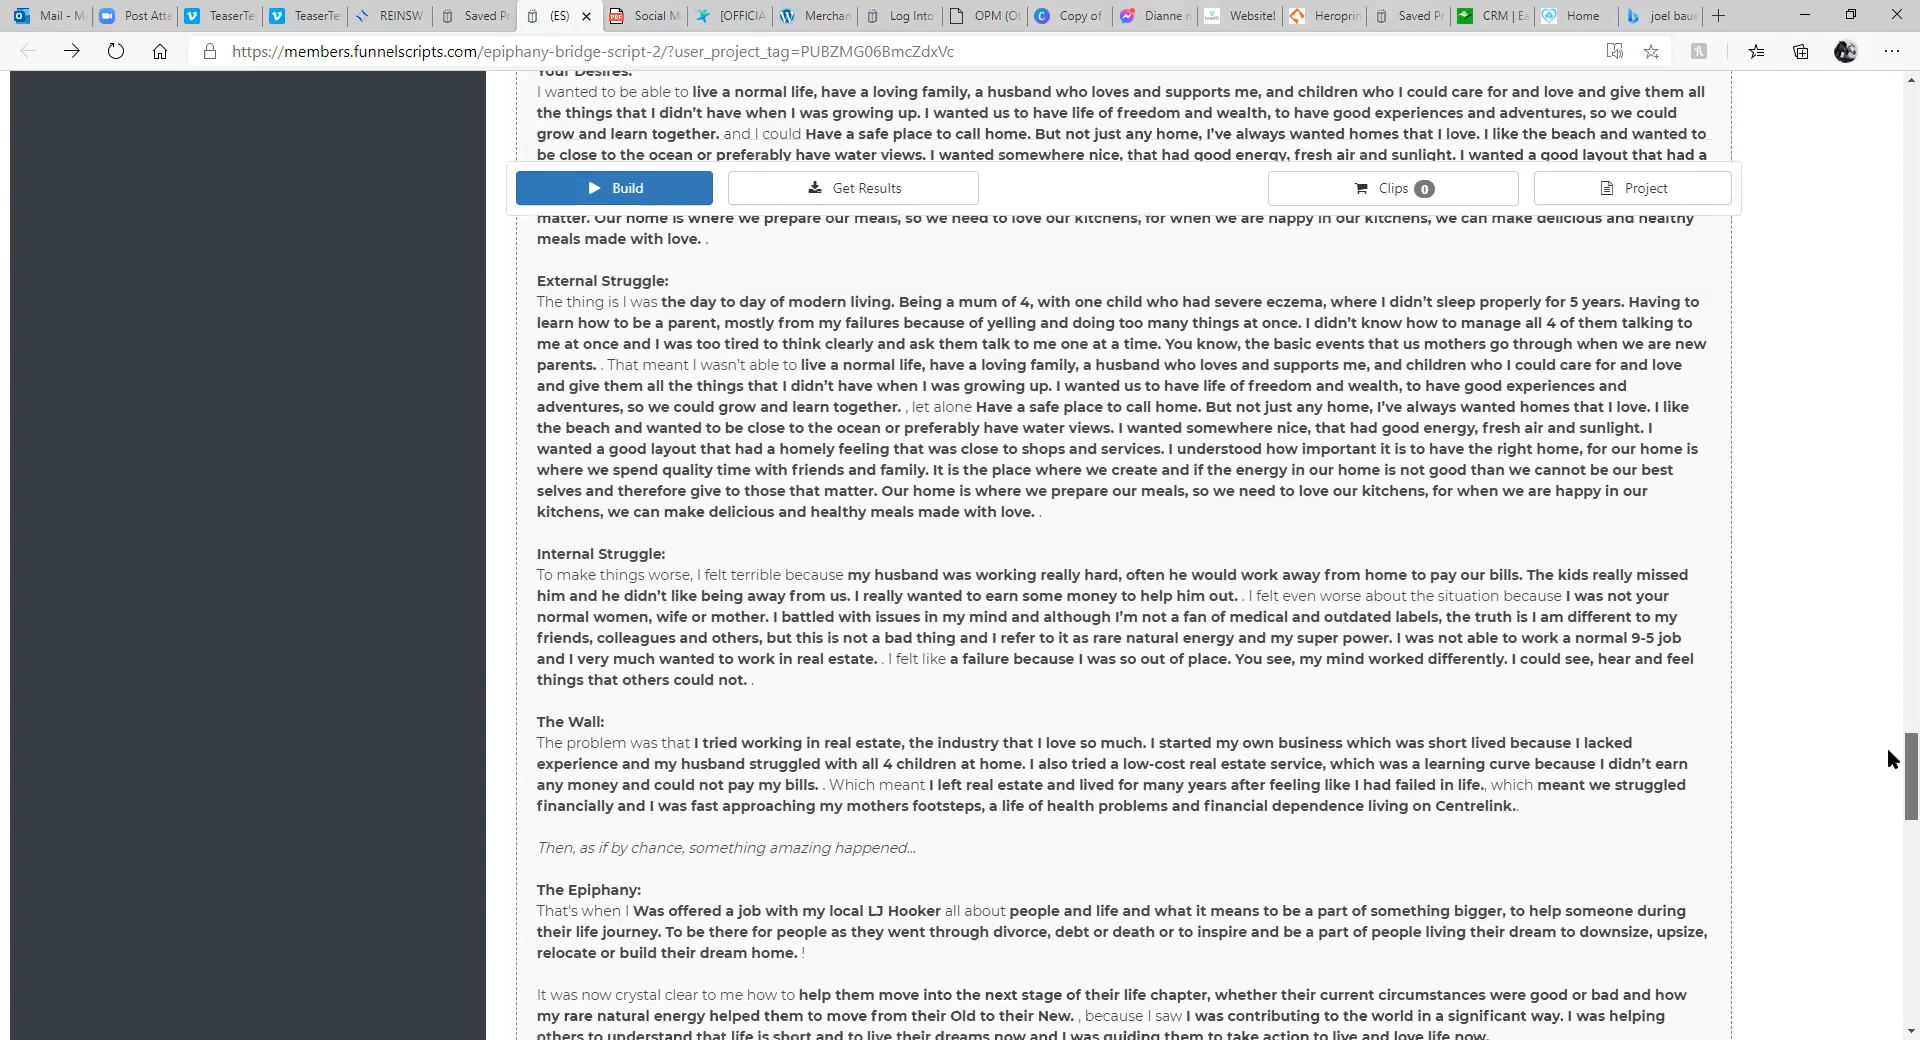 Mail - M
Post Atta
TeaserTe
TeaserTe
REINSW
Saved Pr
(ES)
Social M
[OFFICIA
Merchan
Log Into
OPM (O
Copy of
Dianne n
Website!
Heroprin
Saved Pr
CRM | Ea
Home
joel baue
https://members.funnelscripts.com/epiphany-bridge-script-2/?user_project_tag=PUBZMG06BmcZdxVc
Your Desires:
I wanted to be able to live a normal life, have a loving family, a husband who loves and supports me, and children who I could care for and love and give them all
the things that I didn't have when I was growing up. I wanted us to have life of freedom and wealth, to have good experiences and adventures, so we could
grow and learn together. and I could Have a safe place to call home. But not just any home, I've always wanted homes that I love. I like the beach and wanted to
be close to the ocean or preferably have water views. I wanted somewhere nice, that had good energy, fresh air and sunlight. I wanted a good layout that had a
Build
Get Results
Clips 0
Project
matter. Our home is where we prepare our meals, so we need to love our kitchens, for when we are happy in our kitchens, we can make delicious and healthy
meals made with love. .
External Struggle:
The thing is I was the day to day of modern living. Being a mum of 4, with one child who had severe eczema, where I didn't sleep properly for 5 years. Having to
learn how to be a parent, mostly from my failures because of yelling and doing too many things at once. I didn't know how to manage all 4 of them talking to
me at once and I was too tired to think clearly and ask them talk to me one at a time. You know, the basic events that us mothers go through when we are new
parents. . That meant I wasn't able to live a normal life, have a loving family, a husband who loves and supports me, and children who I could care for and love
and give them all the things that I didn't have when I was growing up. I wanted us to have life of freedom and wealth, to have good experiences and
adventures, so we could grow and learn together. , let alone Have a safe place to call home. But not just any home, I've always wanted homes that I love. I like
the beach and wanted to be close to the ocean or preferably have water views. I wanted somewhere nice, that had good energy, fresh air and sunlight. I
wanted a good layout that had a homely feeling that was close to shops and services. I understood how important it is to have the right home, for our home is
where we spend quality time with friends and family. It is the place where we create and if the energy in our home is not good than we cannot be our best
selves and therefore give to those that matter. Our home is where we prepare our meals, so we need to love our kitchens, for when we are happy in our
kitchens, we can make delicious and healthy meals made with love. .
Internal Struggle:
To make things worse, I felt terrible because my husband was working really hard, often he would work away from home to pay our bills. The kids really missed
him and he didn't like being away from us. I really wanted to earn some money to help him out. . I felt even worse about the situation because I was not your
normal women, wife or mother. I battled with issues in my mind and although I'm not a fan of medical and outdated labels, the truth is I am different to my
friends, colleagues and others, but this is not a bad thing and I refer to it as rare natural energy and my super power. I was not able to work a normal 9-5 job
and I very much wanted to work in real estate. . I felt like a failure because I was so out of place. You see, my mind worked differently. I could see, hear and feel
things that others could not. .
The Wall:
The problem was that I tried working in real estate, the industry that I love so much. I started my own business which was short lived because I lacked
experience and my husband struggled with all 4 children at home. I also tried a low-cost real estate service, which was a learning curve because I didn't earn
any money and could not pay my bills. . Which meant I left real estate and lived for many years after feeling like I had failed in life., which meant we struggled
financially and I was fast approaching my mothers footsteps, a life of health problems and financial dependence living on Centrelink..
Then, as if by chance, something amazing happened...
The Epiphany:
That's when I Was offered a job with my local LJ Hooker all about people and life and what it means to be a part of something bigger, to help someone during
their life journey. To be there for people as they went through divorce, debt or death or to inspire and be a part of people living their dream to downsize, upsize,
relocate or build their dream home. !
It was now crystal clear to me how to help them move into the next stage of their life chapter, whether their current circumstances were good or bad and how
my rare natural energy helped them to move from their Old to their New. , because I saw I was contributing to the world in a significant way. I was helping
others to understand that life is short and to live their dreams now and I was guiding them to take action to live and love life now.